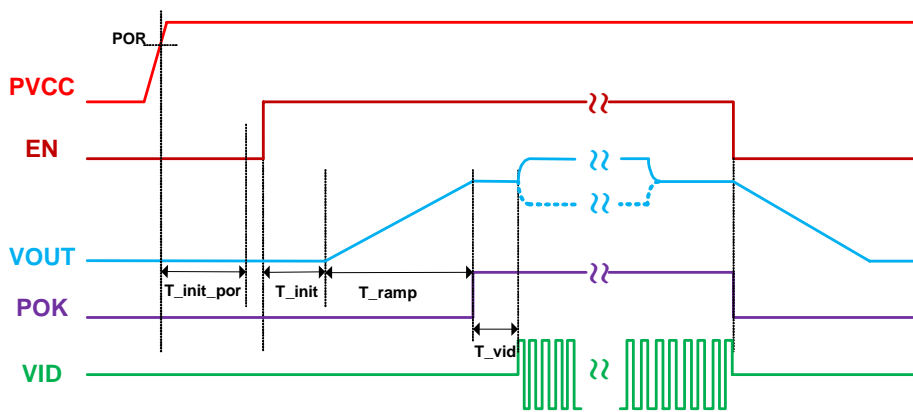 POR
PVCC
EN
VOUT
T_init_por
T_init
T_ramp
POK
T_vid
VID